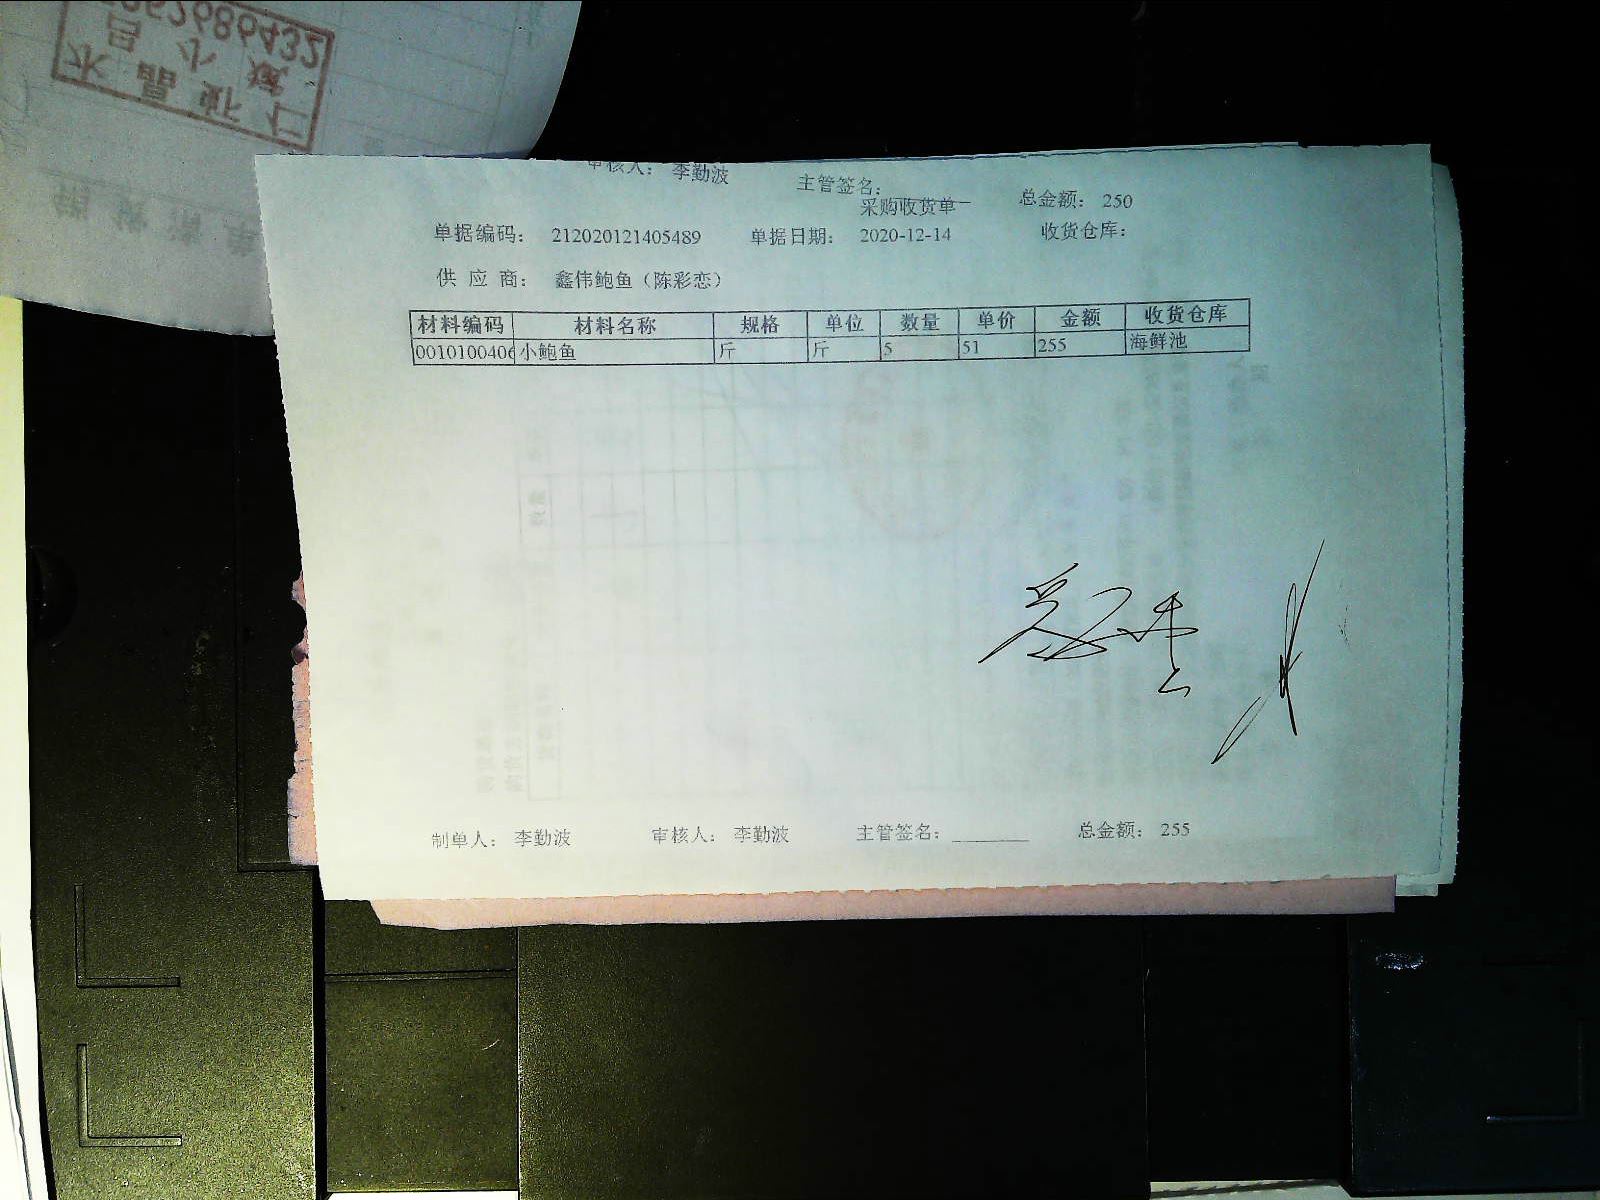 审核人： 李勤波 主管签名： 总金额： 250
采购收货单
单据编码： 212020121405489 单据日期： 2020-12-14 收货仓库：
供 应 商： 鑫伟鲍鱼（陈彩恋）
材料编码 材料名称 规格 单位 数量 单价 金额 收货仓库
0010100406 小鲍鱼 斤 斤 5 51 255 海鲜池
制单人： 李勤波 审核人： 李勤波 主管签名： 总金额： 255